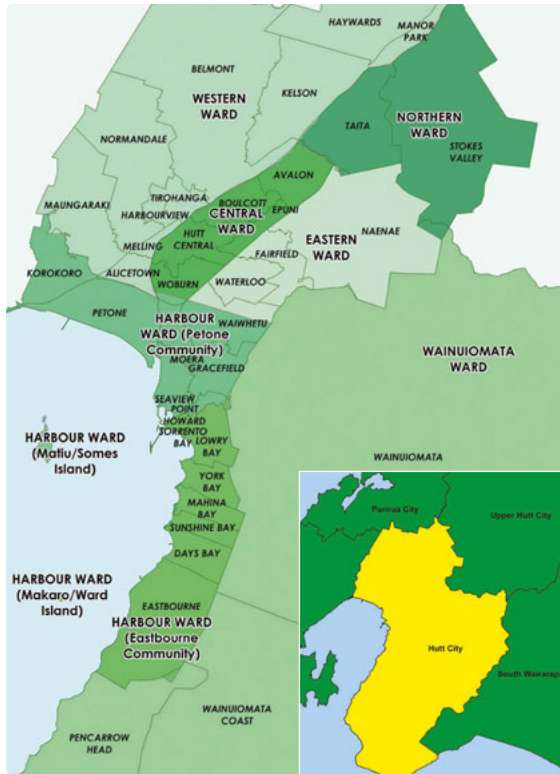 HAYWARDS
MANOR
PARK
BELMONT
KELSON
WESTERN
WARD
NORTHERN
WARD
TAITA
STOKES
VALLEY
NORMANDALE
AVALON
MAUNGARAKI
TIROHANGA
BOULCOTT
EPUNI
HARBOURVIEW
CENTRAL
WARD
HUTT
CENTRAL
NAENAE
EASTERN
WARD
MELLING
FAIRFIELD
KOROKORO
ALICETOWN
WOBURN
WATERLOO
PETONE
HARBOUR
WARD (Petone
Community)
WAIWHETU
MOERA
GRACEFIELD
WAINUIOMATA
WARD
SEAVIEW
POINT
HOWARD
SORRENTO
BAY
LOWRY
BAY
HARBOUR WARD
(Matiu/Somes
Island)
WAINUIOMATA
YORK
BAY
MAHINA
BAY
SUNSHINE BAY
DAYS BAY
HARBOUR WARD
(Makaro/Ward
Island)
EASTBOURNE
HARBOUR WARD
(Eastbourne
Community)
WAINUIOMATA
COAST
PENCARROW
HEAD
Porirua City
Upper Hutt City
Hutt City
South Wairarapa